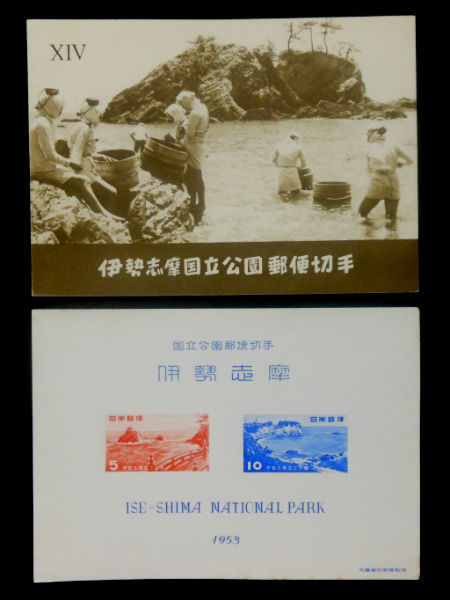 XIV
伊勢志摩国立公園郵便切手
国立公園郵便切手
伊勢志摩
日本郵便
5
日本郵便
10
ISE-SHIMA NATIONAL PARK
1953